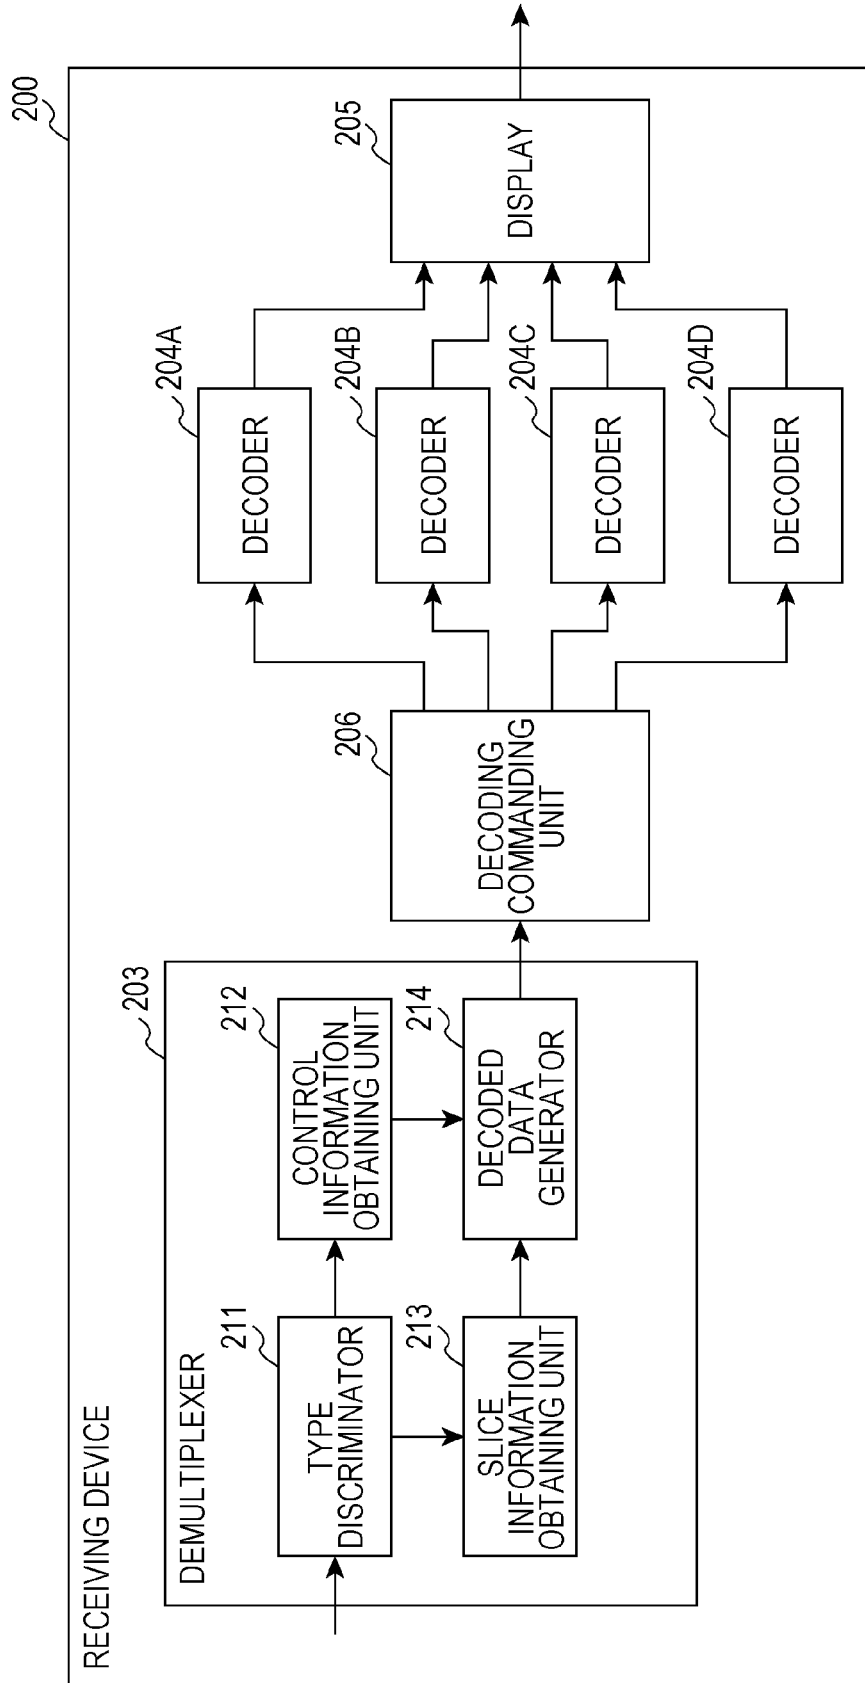 RECEIVING DEVICE
200
DEMULTIPLEXER
203
TYPE
DISCRIMINATOR
211
CONTROL
INFORMATION
OBTAINING UNIT
212
SLICE
INFORMATION
OBTAINING UNIT
213
DECODED
DATA
GENERATOR
214
DECODING
COMMANDING
UNIT
206
DECODER
204A
DECODER
204B
DECODER
204C
DECODER
204D
DISPLAY
205